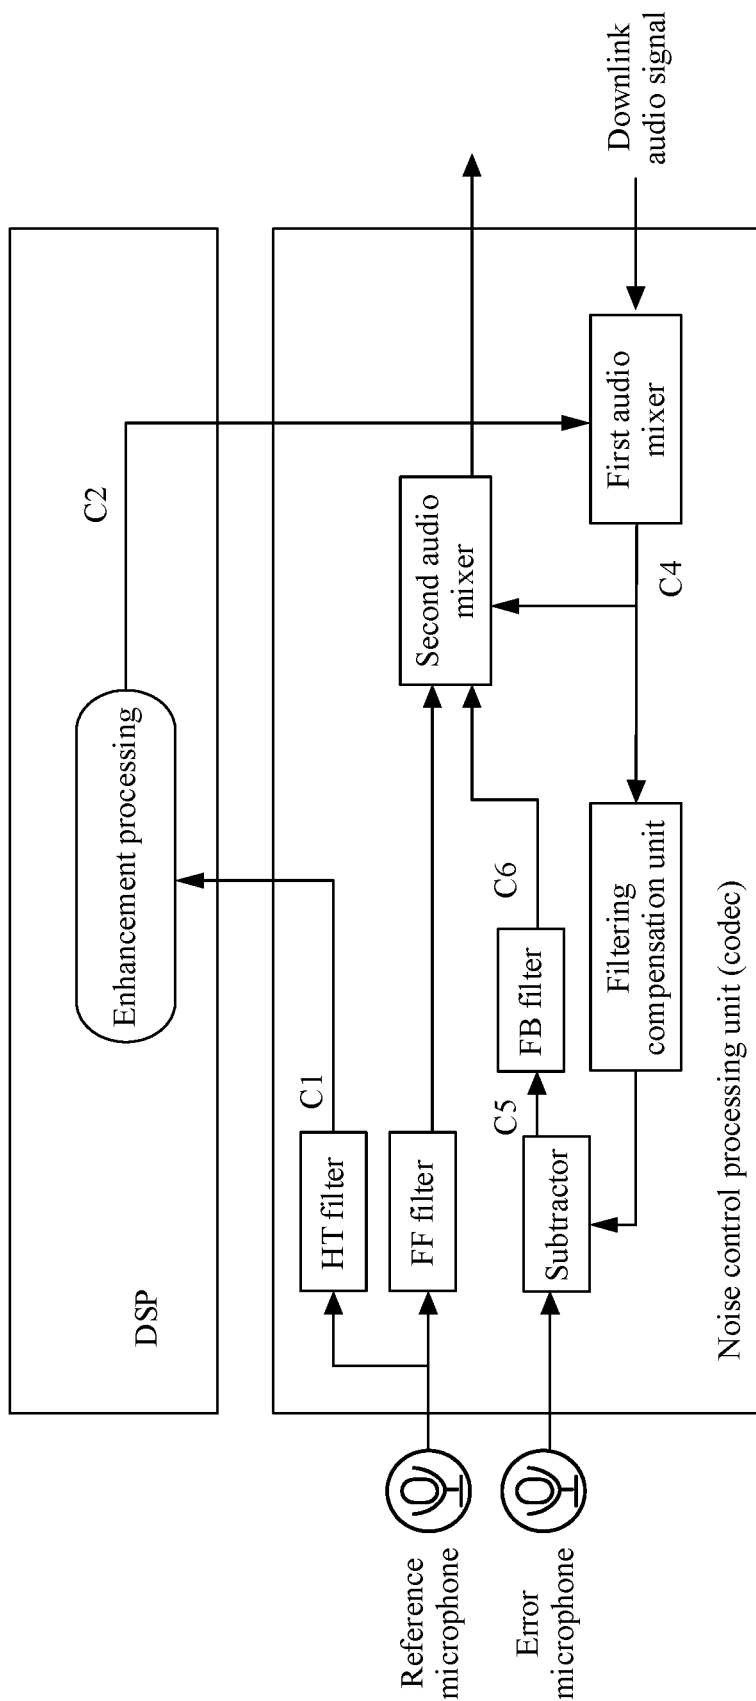 DSP
Enhancement processing
C2
C1
HT filter
FF filter
Reference
microphone
Error
microphone
Subtractor
C5
FB filter
C6
Second audio
mixer
Filtering
compensation unit
C4
First audio
mixer
Downlink
audio signal
Noise control processing unit (codec)